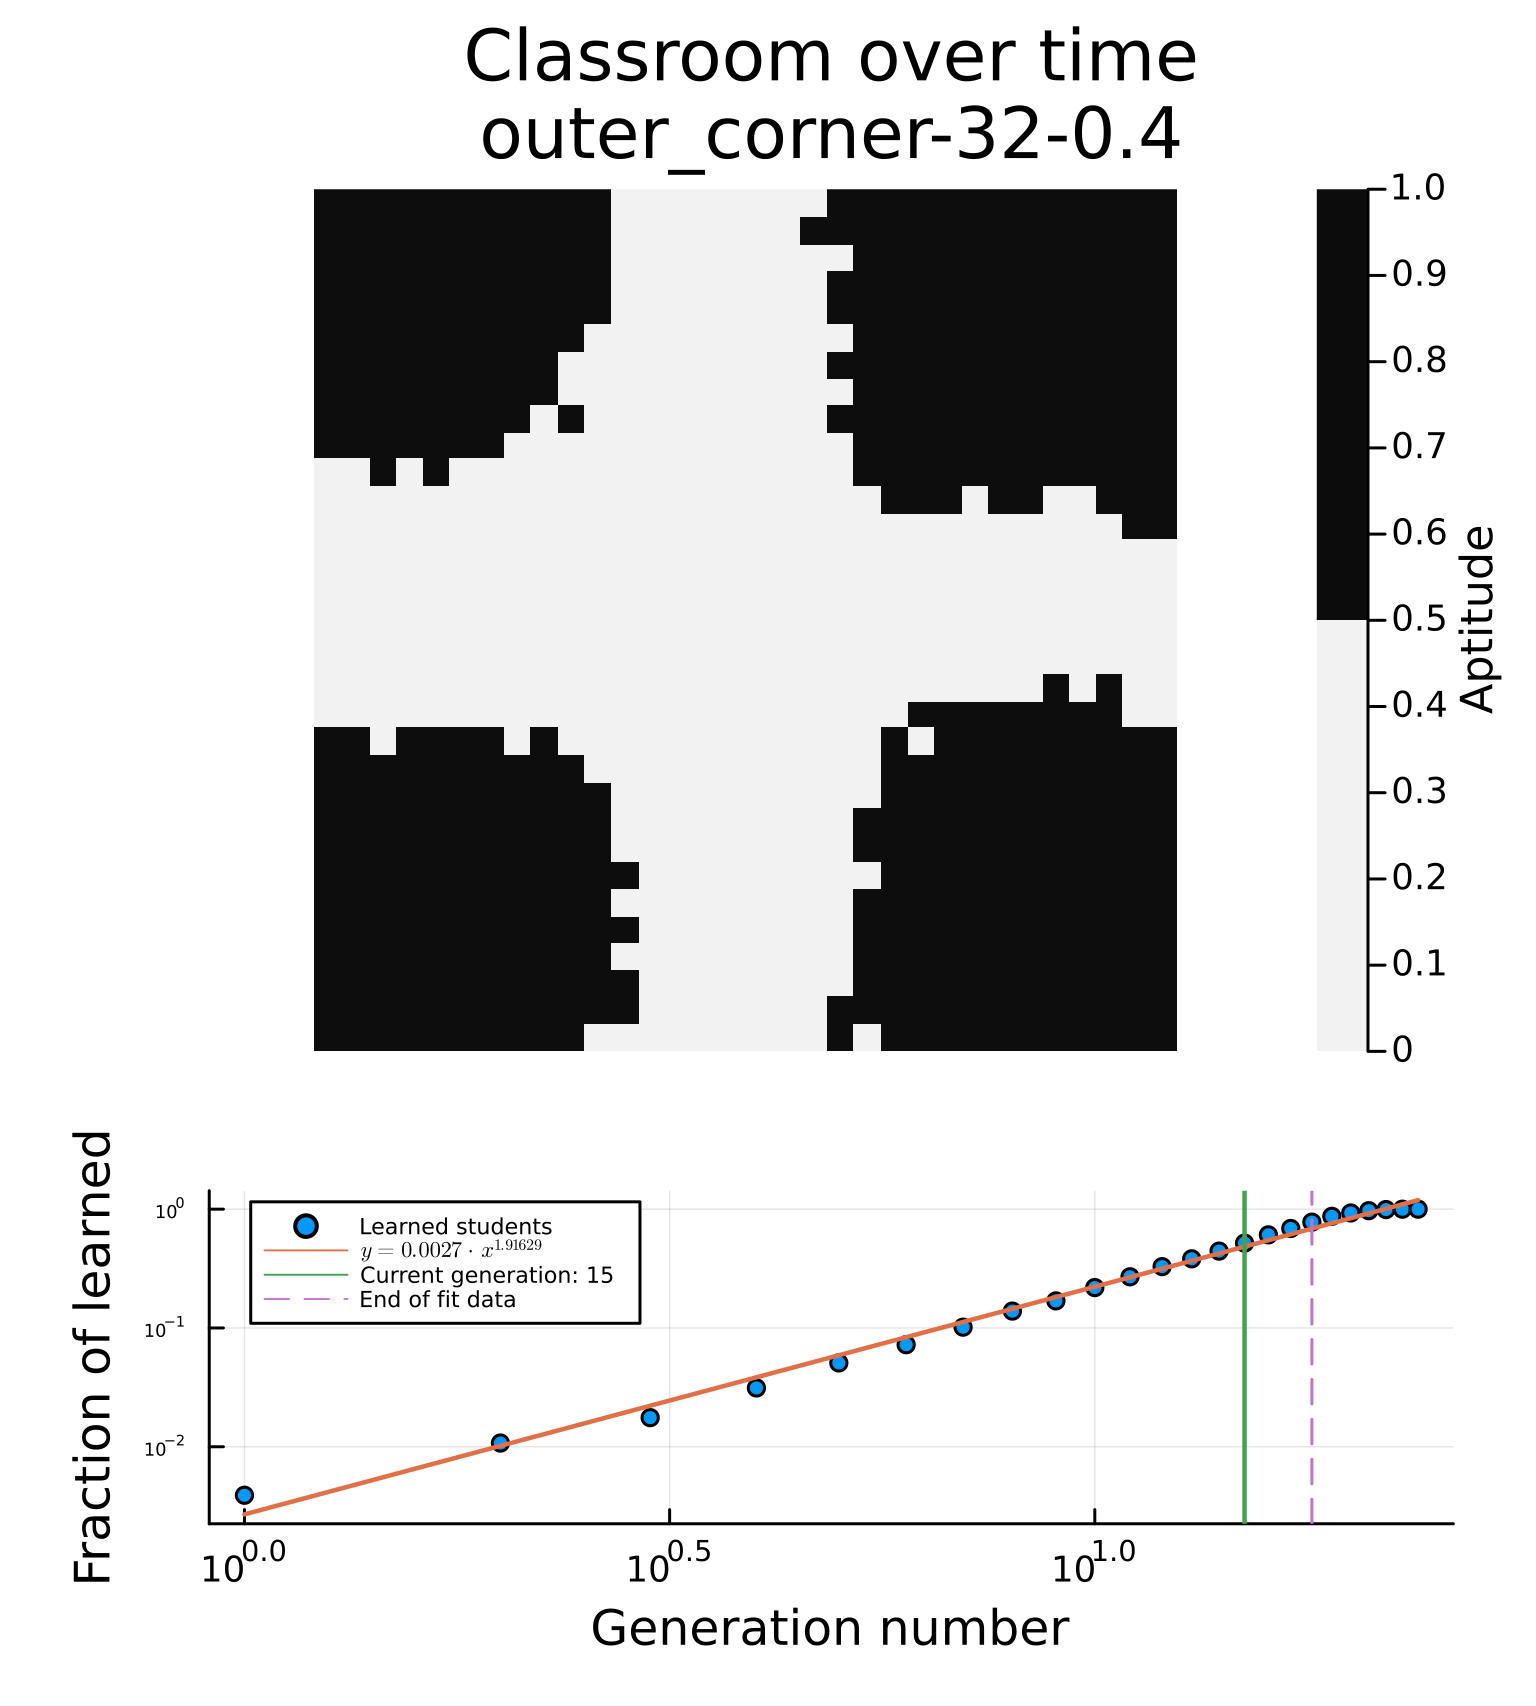 Classroom over time
outer_corner-32-0.4
1.0
0.9
0.8
0.7
0.6
0.5
0.4
0.3
0.2
0.1
0
Aptitude
Fraction of learned
10⁰
10⁻¹
10⁻²
Learned students
y = 0.0027 · x^1.91629
Current generation: 15
End of fit data
10^0.0
10^0.5
10^1.0
Generation number